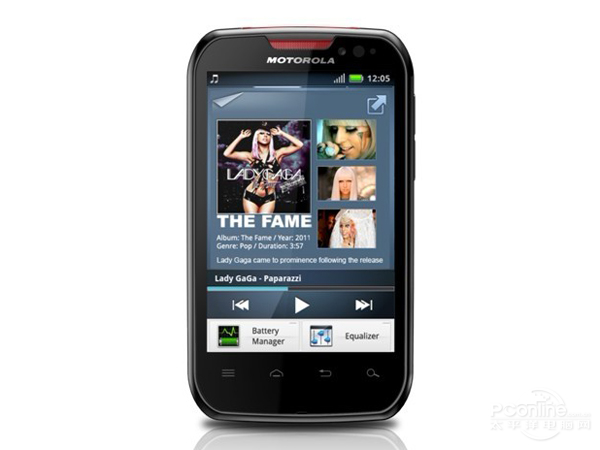 MOTOROLA
12:05
LADY GAGA
THE FAME
Album: The Fame / Year: 2011
Genre: Pop / Duration: 3:57
Lady Gaga came to prominence following the release
Lady GaGa - Paparazzi
Battery
Manager
Equalizer
PConline
太平洋电脑网